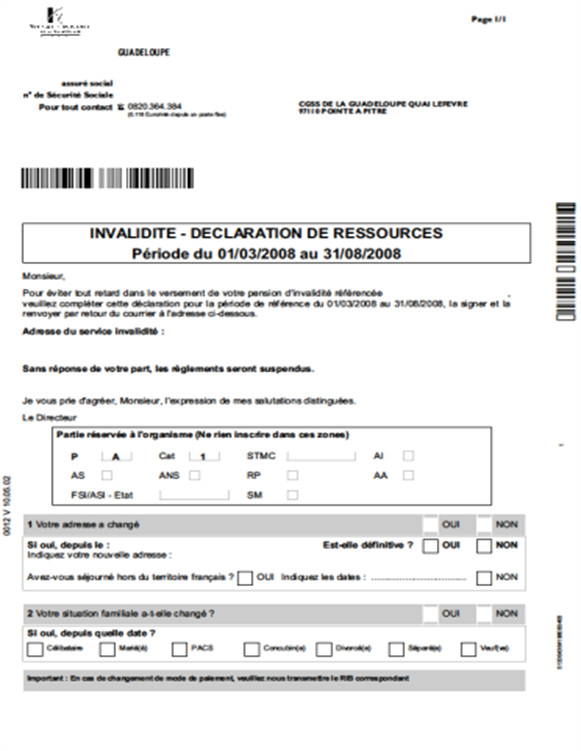 Page 1/1
GUADELOUPE
assuré social
n° de Sécurité Sociale
Pour tout contact 0820.364.384
CGSS DE LA GUADELOUPE QUAI LEFEVRE
97110 POINTE A PITRE
INVALIDITE - DECLARATION DE RESSOURCES
Période du 01/03/2008 au 31/08/2008
Monsieur,
Pour éviter tout retard dans le versement de votre pension d'invalidité référencée ,
veuillez compléter cette déclaration pour la période de référence du 01/03/2008 au 31/08/2008, la signer et la
renvoyer par retour du courrier à l'adresse ci-dessous.
Adresse du service invalidité :
Sans réponse de votre part, les règlements seront suspendus.
Je vous prie d'agréer, Monsieur, l'expression de mes salutations distinguées.
Le Directeur
Partie réservée à l'organisme (Ne rien inscrire dans ces zones)
P A Cat 1 STMC AI
AS ANS RP AA
FSI/ASI - Etat SM
0012 V 10.05.02
1 Votre adresse a changé OUI NON
Si oui, depuis le : Est-elle définitive ? OUI NON
Indiquez votre nouvelle adresse :
Avez-vous séjourné hors du territoire français ? OUI Indiquez les dates : ........................ NON
2 Votre situation familiale a-t-elle changé ? OUI NON
Si oui, depuis quelle date ?
Célibataire Marié(é) PACS Concubin(e) Divorcé(e) Séparé(e) Veuf(ve)
Important : En cas de changement de mode de paiement, veuillez nous transmettre le RIB correspondant